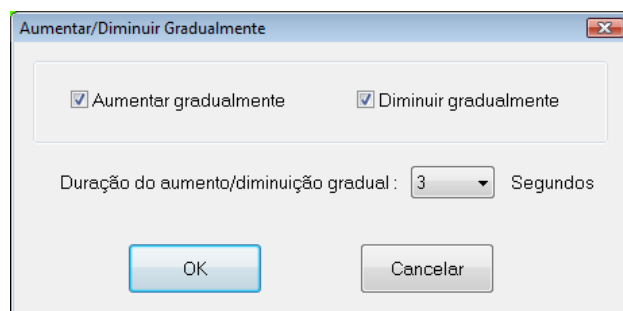 Aumentar/Diminuir Gradualmente
Aumentar gradualmente Diminuir gradualmente
Duração do aumento/diminuição gradual : 3 Segundos
OK Cancelar